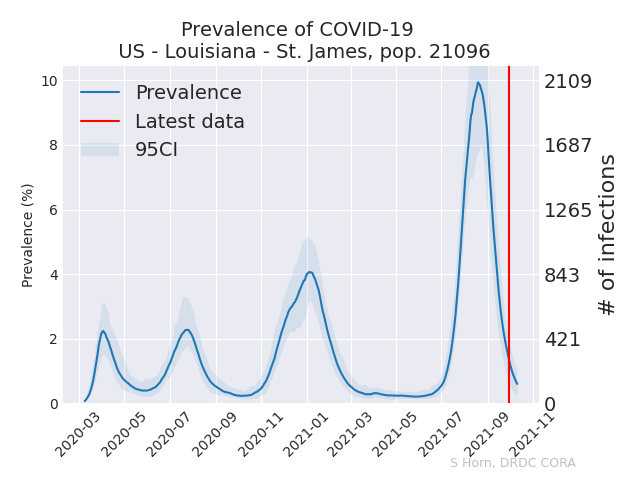 Prevalence of COVID-19
US - Louisiana - St. James, pop. 21096
Prevalence
Latest data
95CI
Prevalence (%)
10
8
6
4
2
0
2109
1687
1265
843
421
0
# of infections
2020-03
2020-05
2020-07
2020-09
2020-11
2021-01
2021-03
2021-05
2021-07
2021-09
2021-11
S Horn, DRDC CORA